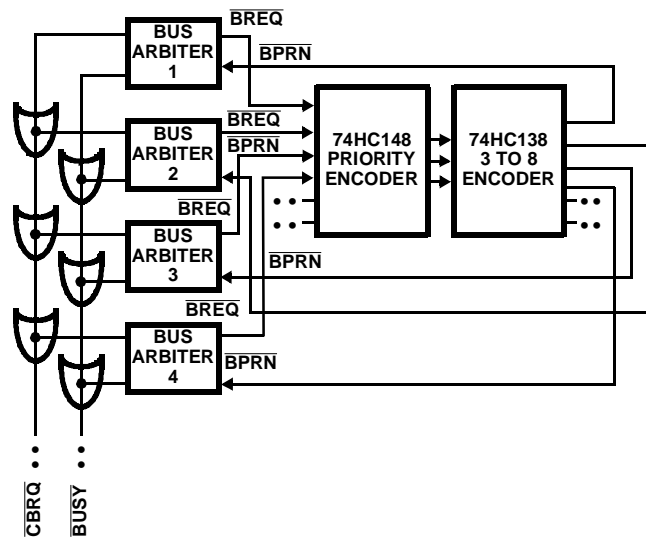 BREQ
BUS
ARBITER
1
BPRN
BREQ
BUS
ARBITER
2
BPRN
74HC148
PRIORITY
ENCODER
74HC138
3 TO 8
ENCODER
BREQ
BUS
ARBITER
3
BPRN
BREQ
BUS
ARBITER
4
BPRN
CBRQ
BUSY